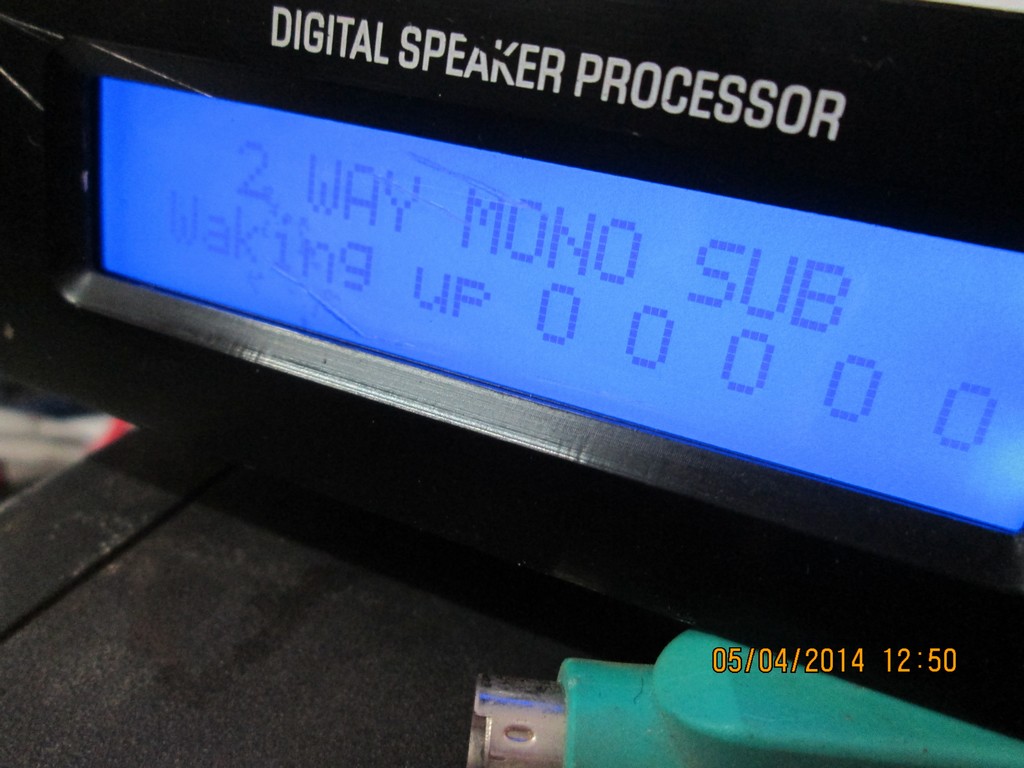 DIGITAL SPEAKER PROCESSOR
2 WAY MONO SUB
Waking up 0 0 0 0 0
05/04/2014 12:50